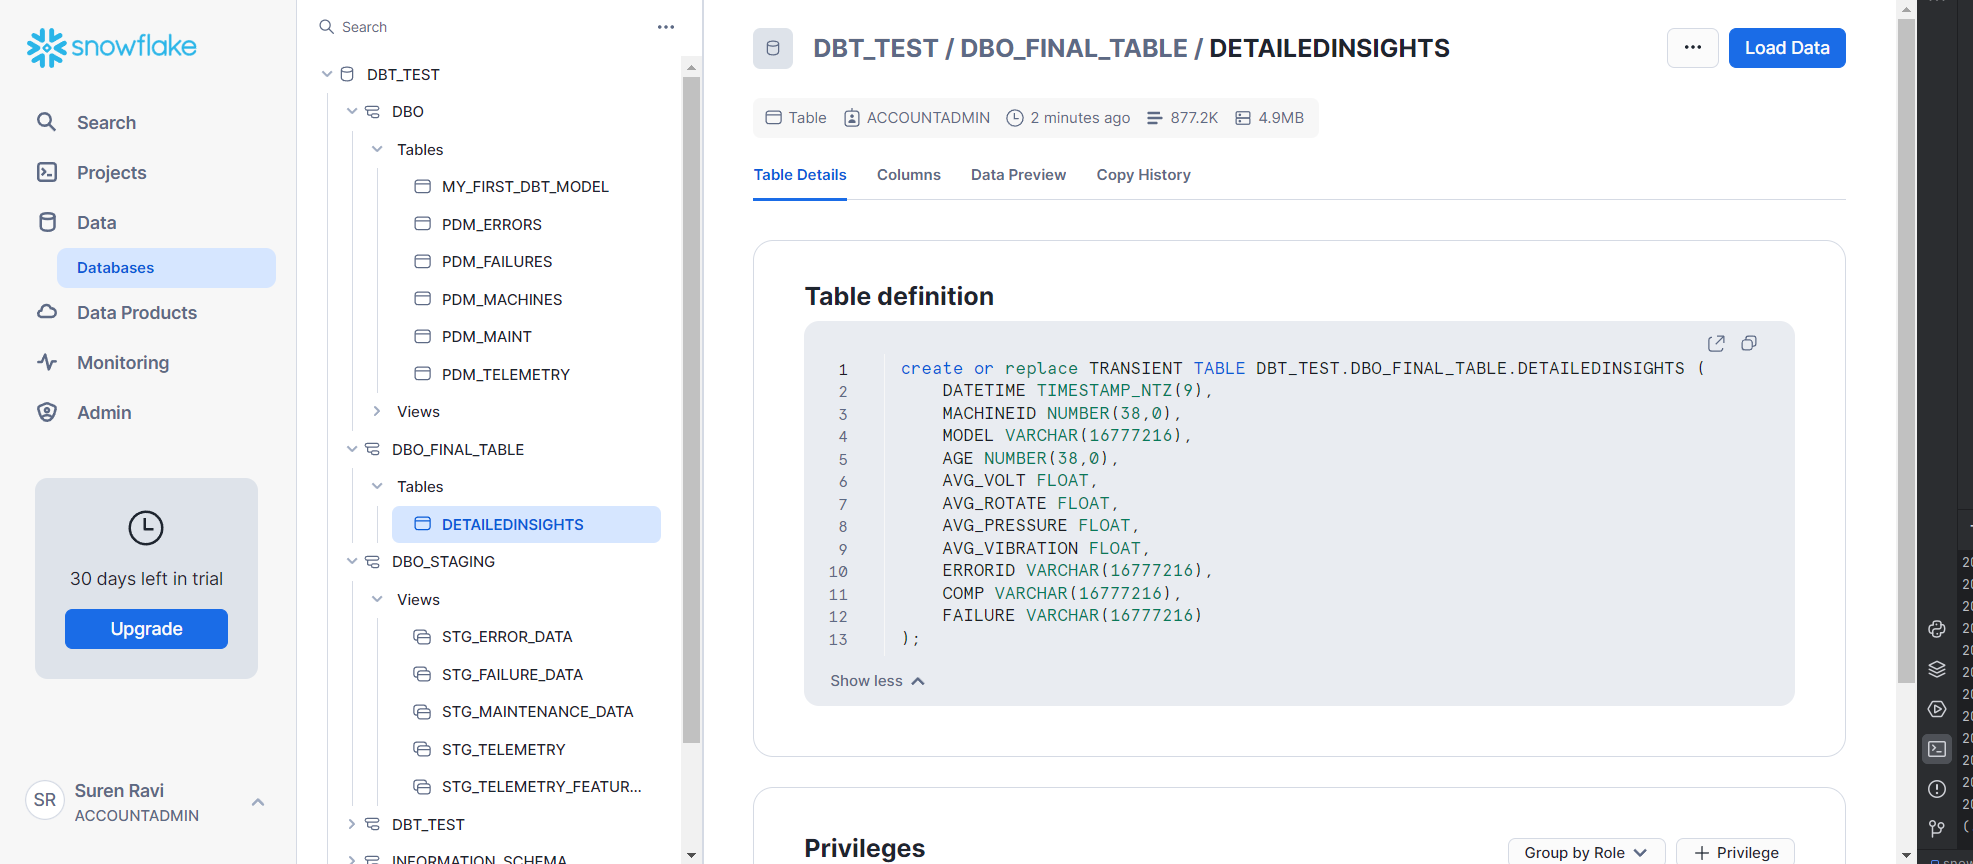 snowflake
Search
Projects
Data
Databases
Data Products
Monitoring
Admin
30 days left in trial
Upgrade
SR
Suren Ravi
ACCOUNTADMIN
Search
DBT_TEST
DBO
Tables
MY_FIRST_DBT_MODEL
PDM_ERRORS
PDM_FAILURES
PDM_MACHINES
PDM_MAINT
PDM_TELEMETRY
Views
DBO_FINAL_TABLE
Tables
DETAILEDINSIGHTS
DBO_STAGING
Views
STG_ERROR_DATA
STG_FAILURE_DATA
STG_MAINTENANCE_DATA
STG_TELEMETRY
STG_TELEMETRY_FEATUR...
DBT_TEST
INFORMATION_SCHEMA
DBT_TEST / DBO_FINAL_TABLE / DETAILEDINSIGHTS
Load Data
Table ACCOUNTADMIN 2 minutes ago 877.2K 4.9MB
Table Details Columns Data Preview Copy History
Table definition
1 create or replace TRANSIENT TABLE DBT_TEST.DBO_FINAL_TABLE.DETAILEDINSIGHTS (
2 DATETIME TIMESTAMP_NTZ(9),
3 MACHINEID NUMBER(38,0),
4 MODEL VARCHAR(16777216),
5 AGE NUMBER(38,0),
6 AVG_VOLT FLOAT,
7 AVG_ROTATE FLOAT,
8 AVG_PRESSURE FLOAT,
9 AVG_VIBRATION FLOAT,
10 ERRORID VARCHAR(16777216),
11 COMP VARCHAR(16777216),
12 FAILURE VARCHAR(16777216)
13 );
Show less
Privileges
Group by Role
+ Privilege